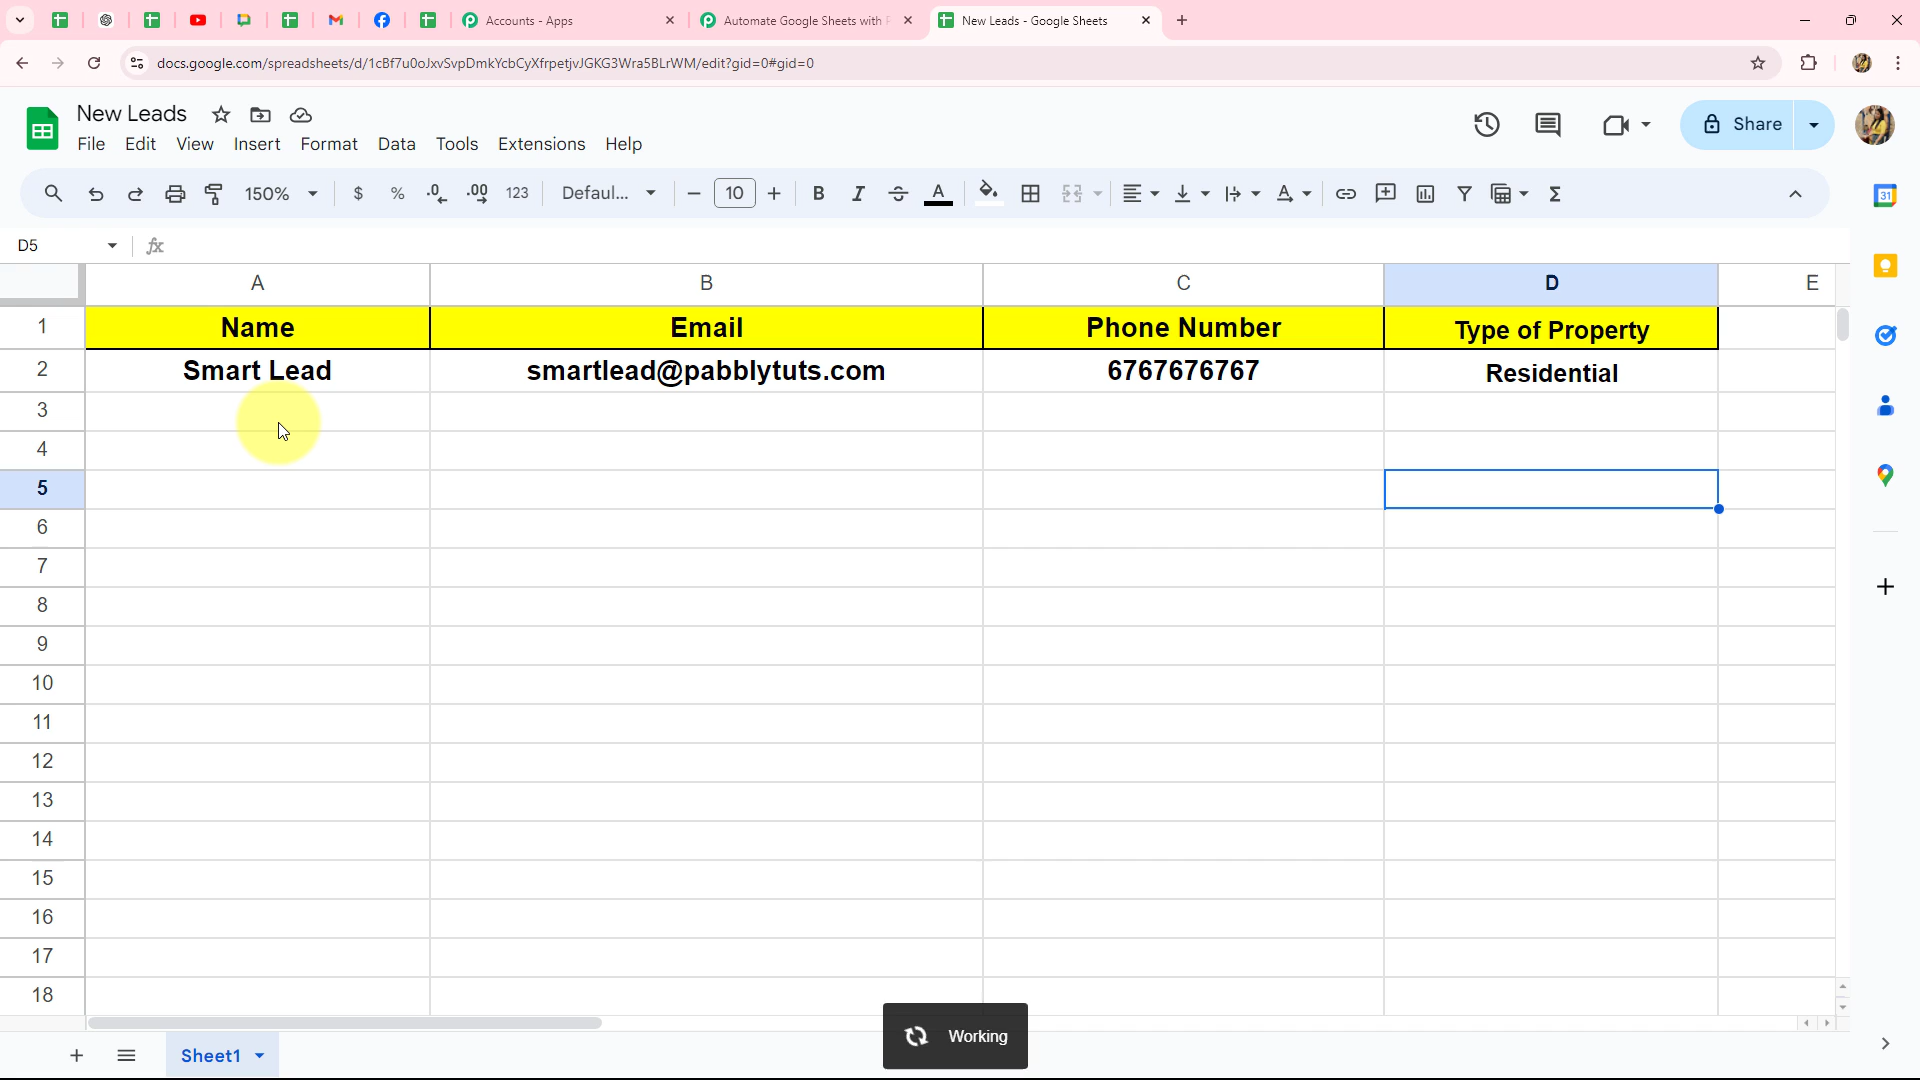 Accounts - Apps
Automate Google Sheets with
New Leads - Google Sheets
docs.google.com/spreadsheets/d/1cBf7u0oJxvSvpDmkYcbCyXfrpetjvJGKG3Wra5BLrWM/edit?gid=0#gid=0
New Leads
File Edit View Insert Format Data Tools Extensions Help
Share
150% $ % .0 .00 123 Defaul... 10 B I A
31
D5 fx
A B C D E
1 Name Email Phone Number Type of Property
2 Smart Lead smartlead@pabblytuts.com 6767676767 Residential
3
4
5
6
7
8
9
10
11
12
13
14
15
16
17
18
Working
Sheet1